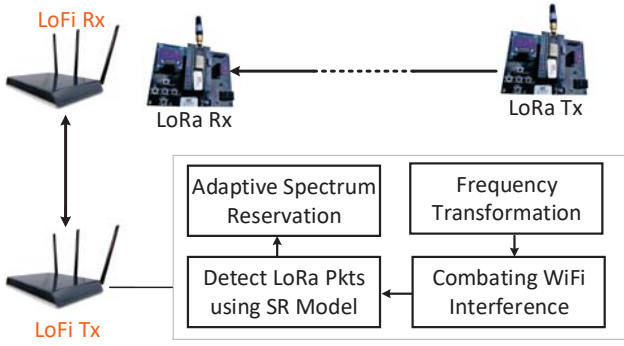 LoFi Rx
LoRa Rx
LoRa Tx
Adaptive Spectrum
Reservation
Frequency
Transformation
Detect LoRa Pkts
using SR Model
Combating WiFi
Interference
LoFi Tx